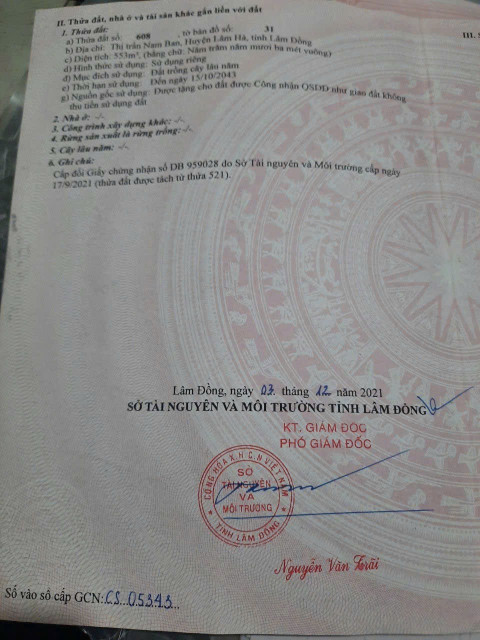 II. Thửa đất, nhà ở và tài sản khác gắn liền với đất
III. S
1. Thửa đất:
a) Thửa đất số: 608, tờ bản đồ số: 31
b) Địa chỉ: Thị trấn Nam Ban, Huyện Lâm Hà, tỉnh Lâm Đồng
c) Diện tích: 553m², (bằng chữ: Năm trăm năm mươi ba mét vuông)
d) Hình thức sử dụng: Sử dụng riêng
đ) Mục đích sử dụng: Đất trồng cây lâu năm
e) Thời hạn sử dụng: Đến ngày 15/10/2043
g) Nguồn gốc sử dụng: Được tặng cho đất được Công nhận QSDĐ như giao đất không
thu tiền sử dụng đất
2. Nhà ở: -/-
3. Công trình xây dựng khác: -/-
4. Rừng sản xuất là rừng trồng: -/-
5. Cây lâu năm: -/-
6. Ghi chú:
Cấp đổi Giấy chứng nhận số DB 959028 do Sở Tài nguyên và Môi trường cấp ngày
17/9/2021 (thửa đất được tách từ thửa 521).
Lâm Đồng, ngày 03 tháng 12 năm 2021
SỞ TÀI NGUYÊN VÀ MÔI TRƯỜNG TỈNH LÂM ĐỒNG
KT. GIÁM ĐỐC
PHÓ GIÁM ĐỐC
CỘNG HÒA X.H.C.N VIỆT NAM
SỞ
TÀI NGUYÊN
VÀ
MÔI TRƯỜNG
TỈNH LÂM ĐỒNG
Nguyễn Văn Trãi
Số vào sổ cấp GCN: CS 05343